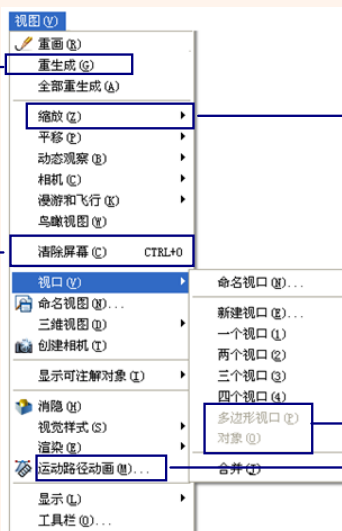 视图(V)
重画(R)
重生成(G)
全部重生成(A)
缩放(Z)
平移(P)
动态观察(B)
相机(C)
漫游和飞行(K)
鸟瞰视图(W)
清除屏幕(C) CTRL+0
视口(V)
命名视图(N)...
三维视图(D)
创建相机(T)
显示可注解对象(I)
消隐(H)
视觉样式(S)
渲染(E)
运动路径动画(M)...
显示(L)
工具栏(O)...
命名视口(N)...
新建视口(E)...
一个视口(1)
两个视口(2)
三个视口(3)
四个视口(4)
多边形视口(P)
对象(O)
合并(J)